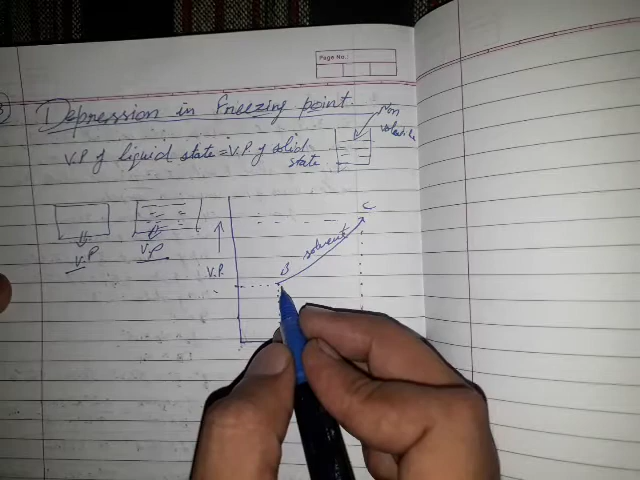 Page No.
Depression in Freezing point.
Non
volatile
V.P of liquid state = V.P of solid
state
C
solvent
B
V.P
V.P
V.P.